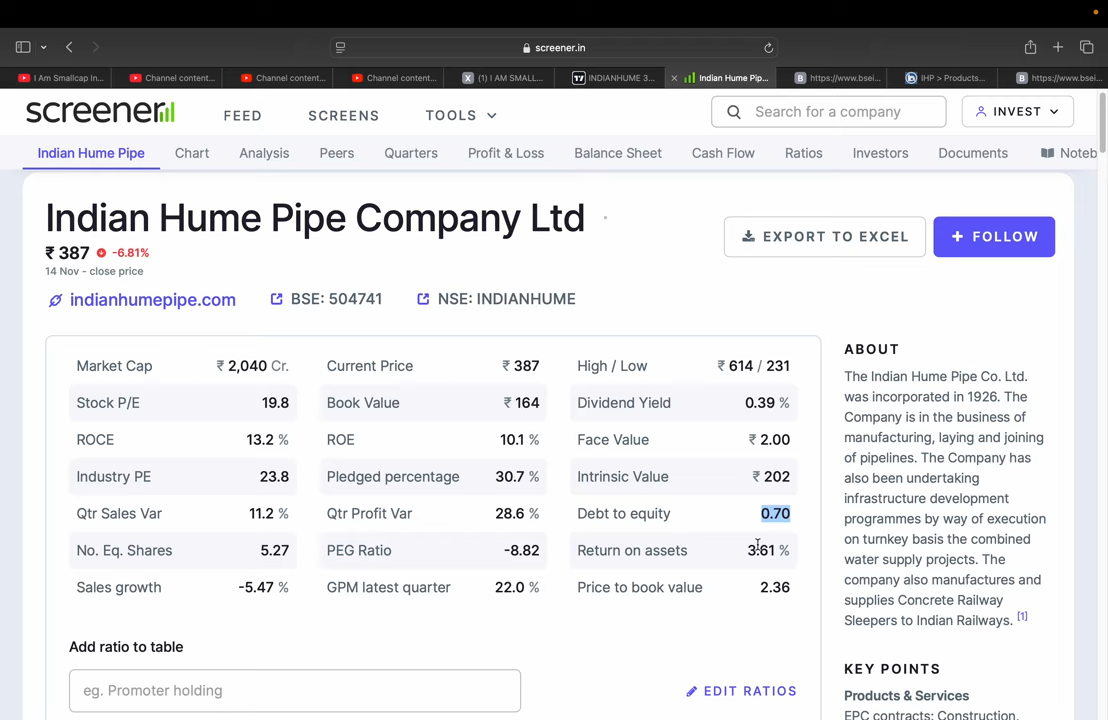 screener.in
I Am Smallcap In...
Channel content...
Channel content...
Channel content...
(1) I AM SMALL...
INDIANHUME 3...
Indian Hume Pip...
https://www.bsei...
IHP > Products...
https://www.bsei...
screener
FEED
SCREENS
TOOLS
Search for a company
INVEST
Indian Hume Pipe
Chart
Analysis
Peers
Quarters
Profit & Loss
Balance Sheet
Cash Flow
Ratios
Investors
Documents
Noteb
Indian Hume Pipe Company Ltd
₹ 387 -6.81%
14 Nov - close price
EXPORT TO EXCEL
+ FOLLOW
indianhumepipe.com
BSE: 504741
NSE: INDIANHUME
Market Cap ₹ 2,040 Cr.
Current Price ₹ 387
High / Low ₹ 614 / 231
Stock P/E 19.8
Book Value ₹ 164
Dividend Yield 0.39 %
ROCE 13.2 %
ROE 10.1 %
Face Value ₹ 2.00
Industry PE 23.8
Pledged percentage 30.7 %
Intrinsic Value ₹ 202
Qtr Sales Var 11.2 %
Qtr Profit Var 28.6 %
Debt to equity 0.70
No. Eq. Shares 5.27
PEG Ratio -8.82
Return on assets 3.61 %
Sales growth -5.47 %
GPM latest quarter 22.0 %
Price to book value 2.36
Add ratio to table
eg. Promoter holding
EDIT RATIOS
ABOUT
The Indian Hume Pipe Co. Ltd.
was incorporated in 1926. The
Company is in the business of
manufacturing, laying and joining
of pipelines. The Company has
also been undertaking
infrastructure development
programmes by way of execution
on turnkey basis the combined
water supply projects. The
company also manufactures and
supplies Concrete Railway
Sleepers to Indian Railways. [1]
KEY POINTS
Products & Services
EPC contracts: Construction,